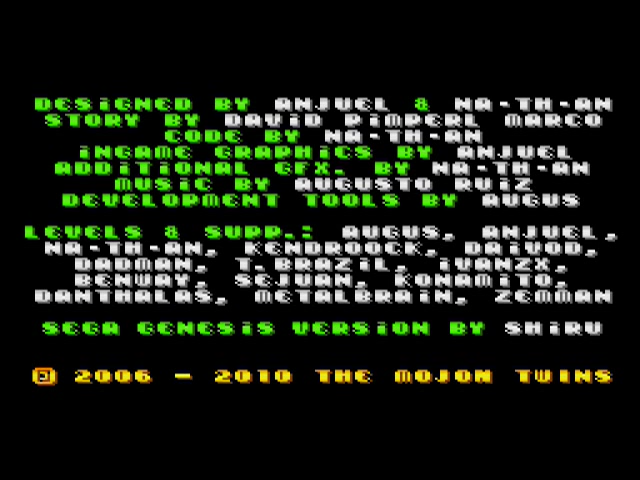 DESIGNED BY ANJUEL & NA-TH-AN
STORY BY DAVID PIMPERL MARCO
CODE BY NA-TH-AN
INGAME GRAPHICS BY ANJUEL
ADDITIONAL GFX. BY NA-TH-AN
MUSIC BY AUGUSTO RUIZ
DEVELOPMENT TOOLS BY AUGUS
LEVELS & SUPP.: AUGUS, ANJUEL,
NA-TH-AN, KENDROOCK, DAIVOD,
DADMAN, T.BRAZIL, IVANZX,
BENWAY, SEJUAN, KONAMITO,
DANTHALAS, METALBRAIN, ZEMMAN
SEGA GENESIS VERSION BY SHIRU
© 2006 - 2010 THE MOJON TWINS